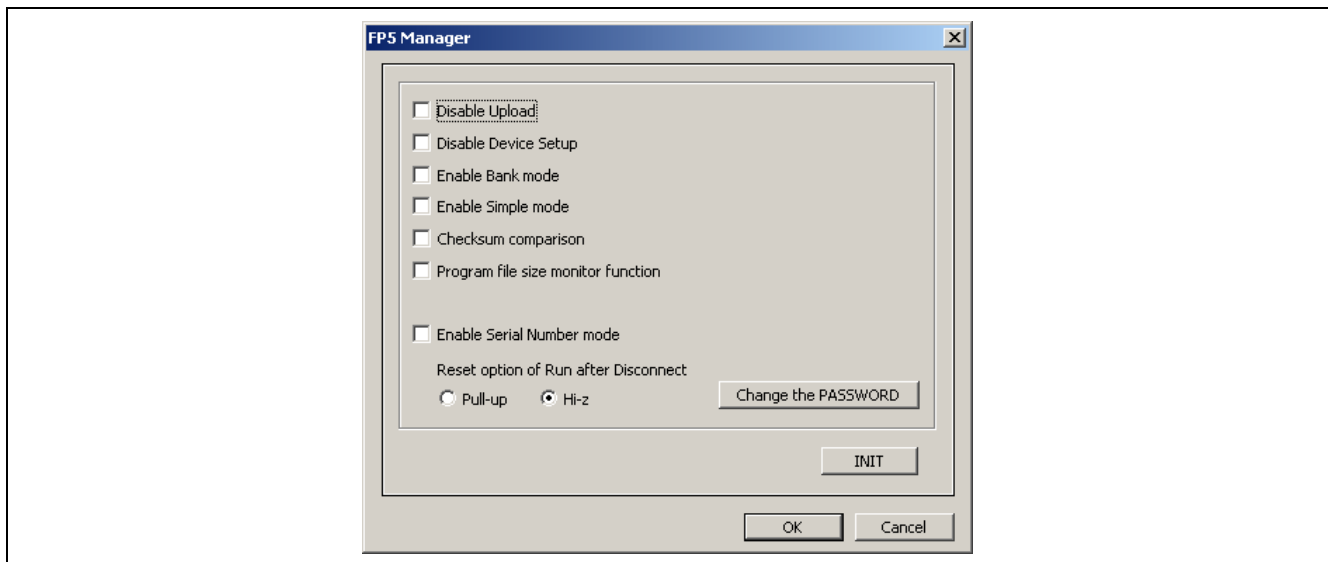 FP5 Manager
Disable Upload
Disable Device Setup
Enable Bank mode
Enable Simple mode
Checksum comparison
Program file size monitor function
Enable Serial Number mode
Reset option of Run after Disconnect
Pull-up Hi-z Change the PASSWORD
INIT
OK Cancel